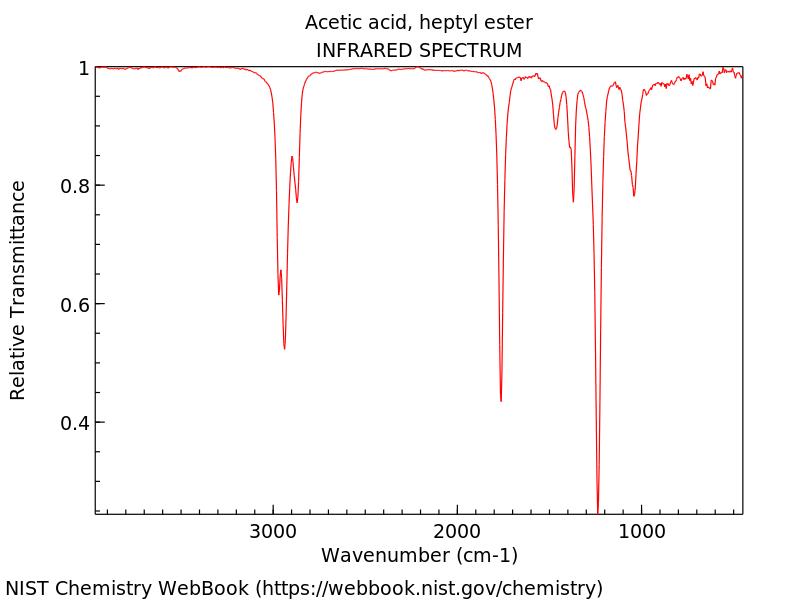 Acetic acid, heptyl ester
INFRARED SPECTRUM
1
0.8
0.6
0.4
Relative Transmittance
3000 2000 1000
Wavenumber (cm-1)
NIST Chemistry WebBook (https://webbook.nist.gov/chemistry)